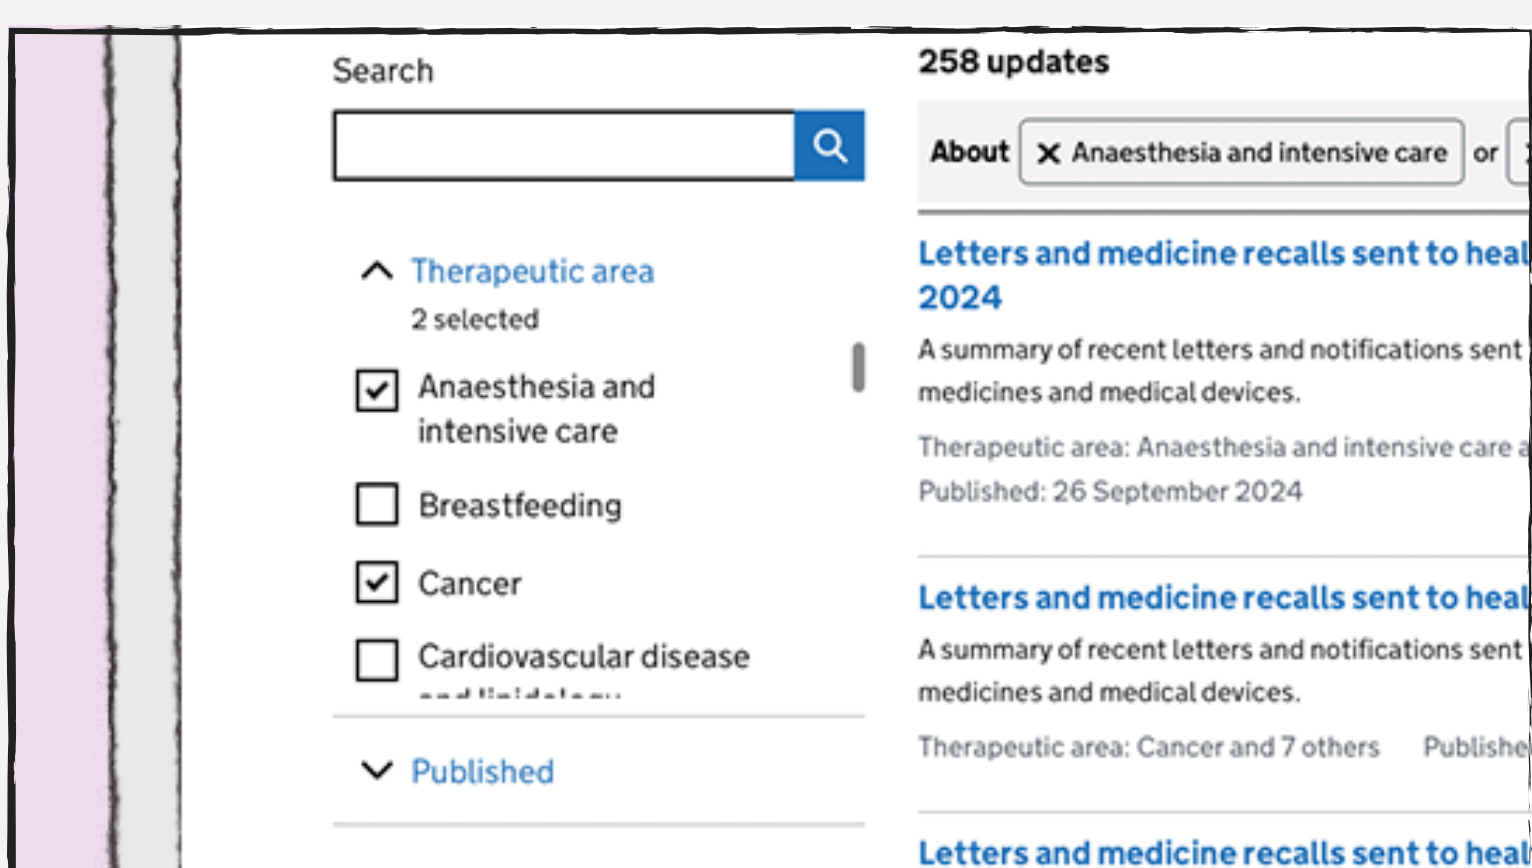 Search
Therapeutic area
2 selected
Anaesthesia and
intensive care
Breastfeeding
Cancer
Cardiovascular disease
and lipidology
Published
258 updates
About Anaesthesia and intensive care or
Letters and medicine recalls sent to heal
2024
A summary of recent letters and notifications sent
medicines and medical devices.
Therapeutic area: Anaesthesia and intensive care a
Published: 26 September 2024
Letters and medicine recalls sent to heal
A summary of recent letters and notifications sent
medicines and medical devices.
Therapeutic area: Cancer and 7 others Publishe
Letters and medicine recalls sent to heal